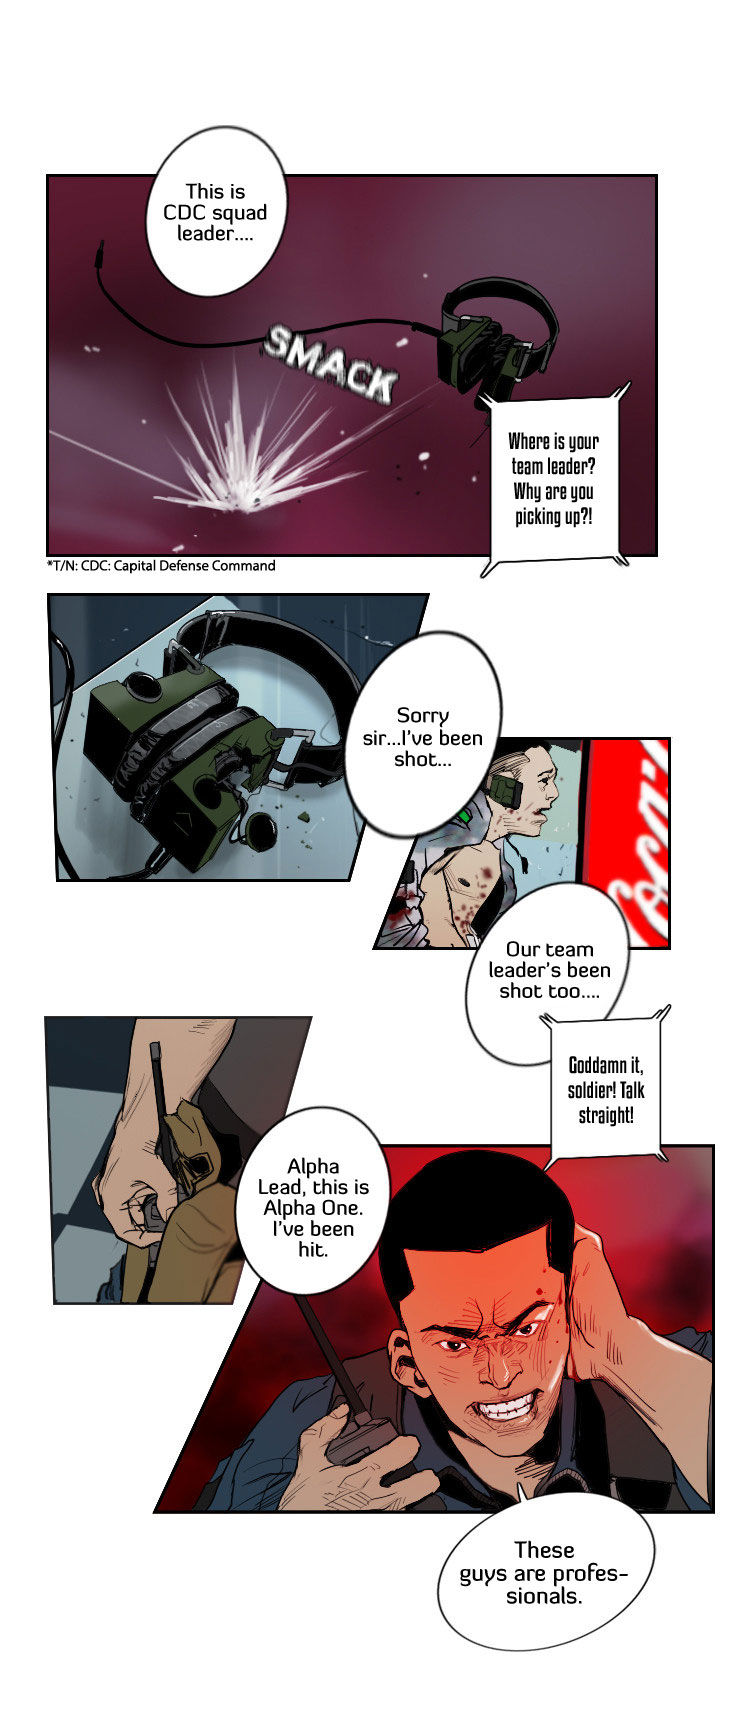 This is
CDC squad
leader....
SMACK
Where is your
team leader?
Why are you
picking up?!
*T/N: CDC: Capital Defense Command
Sorry
sir...I've been
shot...
Our team
leader's been
shot too....
Goddamn it,
soldier! Talk
straight!
Alpha
Lead, this is
Alpha One.
I've been
hit.
These
guys are profes-
sionals.